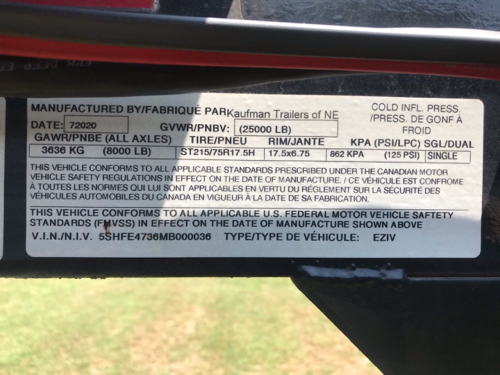 MANUFACTURED BY/FABRIQUÉ PAR Kaufman Trailers of NE
COLD INFL. PRESS.
/PRESS. DE GONF À
FROID
DATE: 72020 GVWR/PNBV: (25000 LB)
GAWR/PNBE (ALL AXLES) TIRE/PNEU RIM/JANTE KPA (PSI/LPC) SGL/DUAL
3636 KG (8000 LB) ST215/75R17.5H 17.5x6.75 862 KPA (125 PSI) SINGLE
THIS VEHICLE CONFORMS TO ALL APPLICABLE STANDARDS PRESCRIBED UNDER THE CANADIAN MOTOR
VEHICLE SAFETY REGULATIONS IN EFFECT ON THE DATE OF MANUFACTURE / CE VÉHICULE EST CONFORME
À TOUTES LES NORMES QUI LUI SONT APPLICABLES EN VERTU DU RÈGLEMENT SUR LA SÉCURITÉ DES
VÉHICULES AUTOMOBILES DU CANADA EN VIGUEUR À LA DATE DE SA FABRICATION.
THIS VEHICLE CONFORMS TO ALL APPLICABLE U.S. FEDERAL MOTOR VEHICLE SAFTETY
STANDARDS (FMVSS) IN EFFECT ON THE DATE OF MANUFACTURE SHOWN ABOVE
V.I.N./N.I.V. 5SHFE4736MB000036 TYPE/TYPE DE VÉHICULE: EZIV